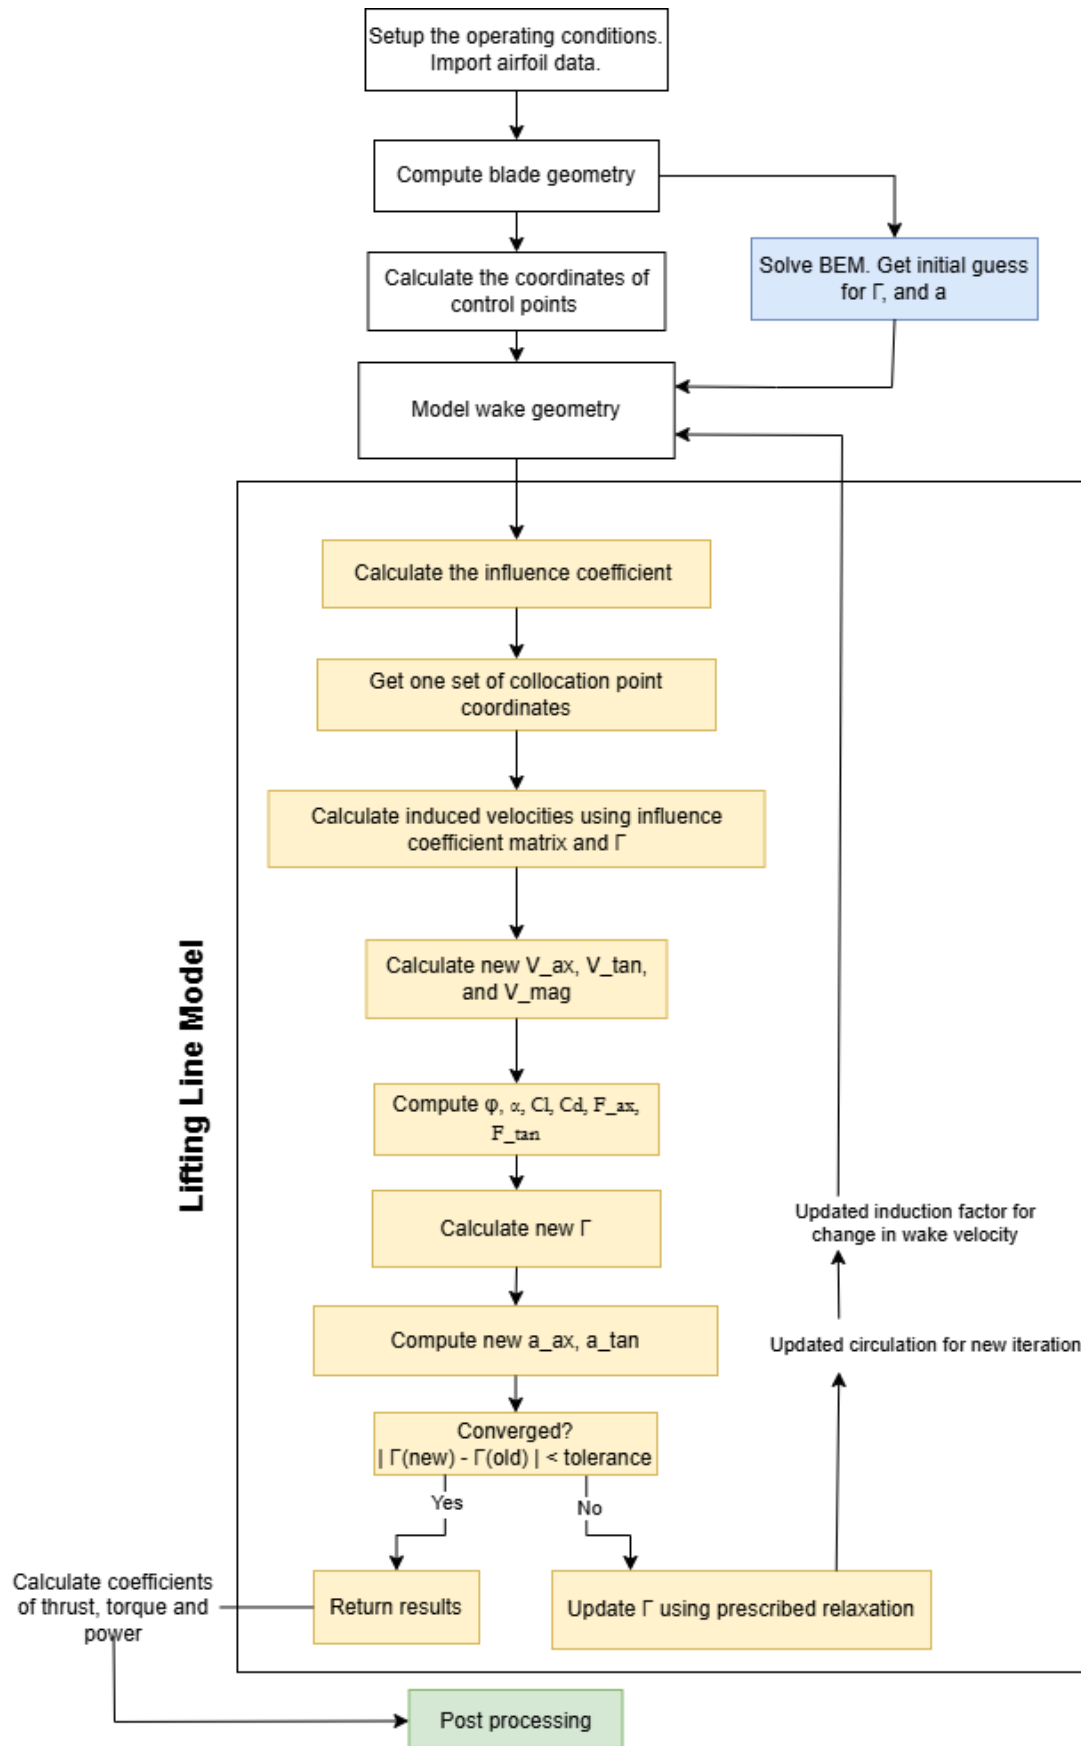 Setup the operating conditions.
Import airfoil data.
Compute blade geometry
Solve BEM. Get initial guess
for Γ, and a
Calculate the coordinates of
control points
Model wake geometry
Calculate the influence coefficient
Get one set of collocation point
coordinates
Calculate induced velocities using influence
coefficient matrix and Γ
Lifting Line Model
Calculate new V_ax, V_tan,
and V_mag
Compute φ, α, Cl, Cd, F_ax,
F_tan
Calculate new Γ
Updated induction factor for
change in wake velocity
Compute new a_ax, a_tan
Updated circulation for new iteration
Converged?
| Γ(new) - Γ(old) | < tolerance
Yes
No
Calculate coefficients
of thrust, torque and
power
Return results
Update Γ using prescribed relaxation
Post processing